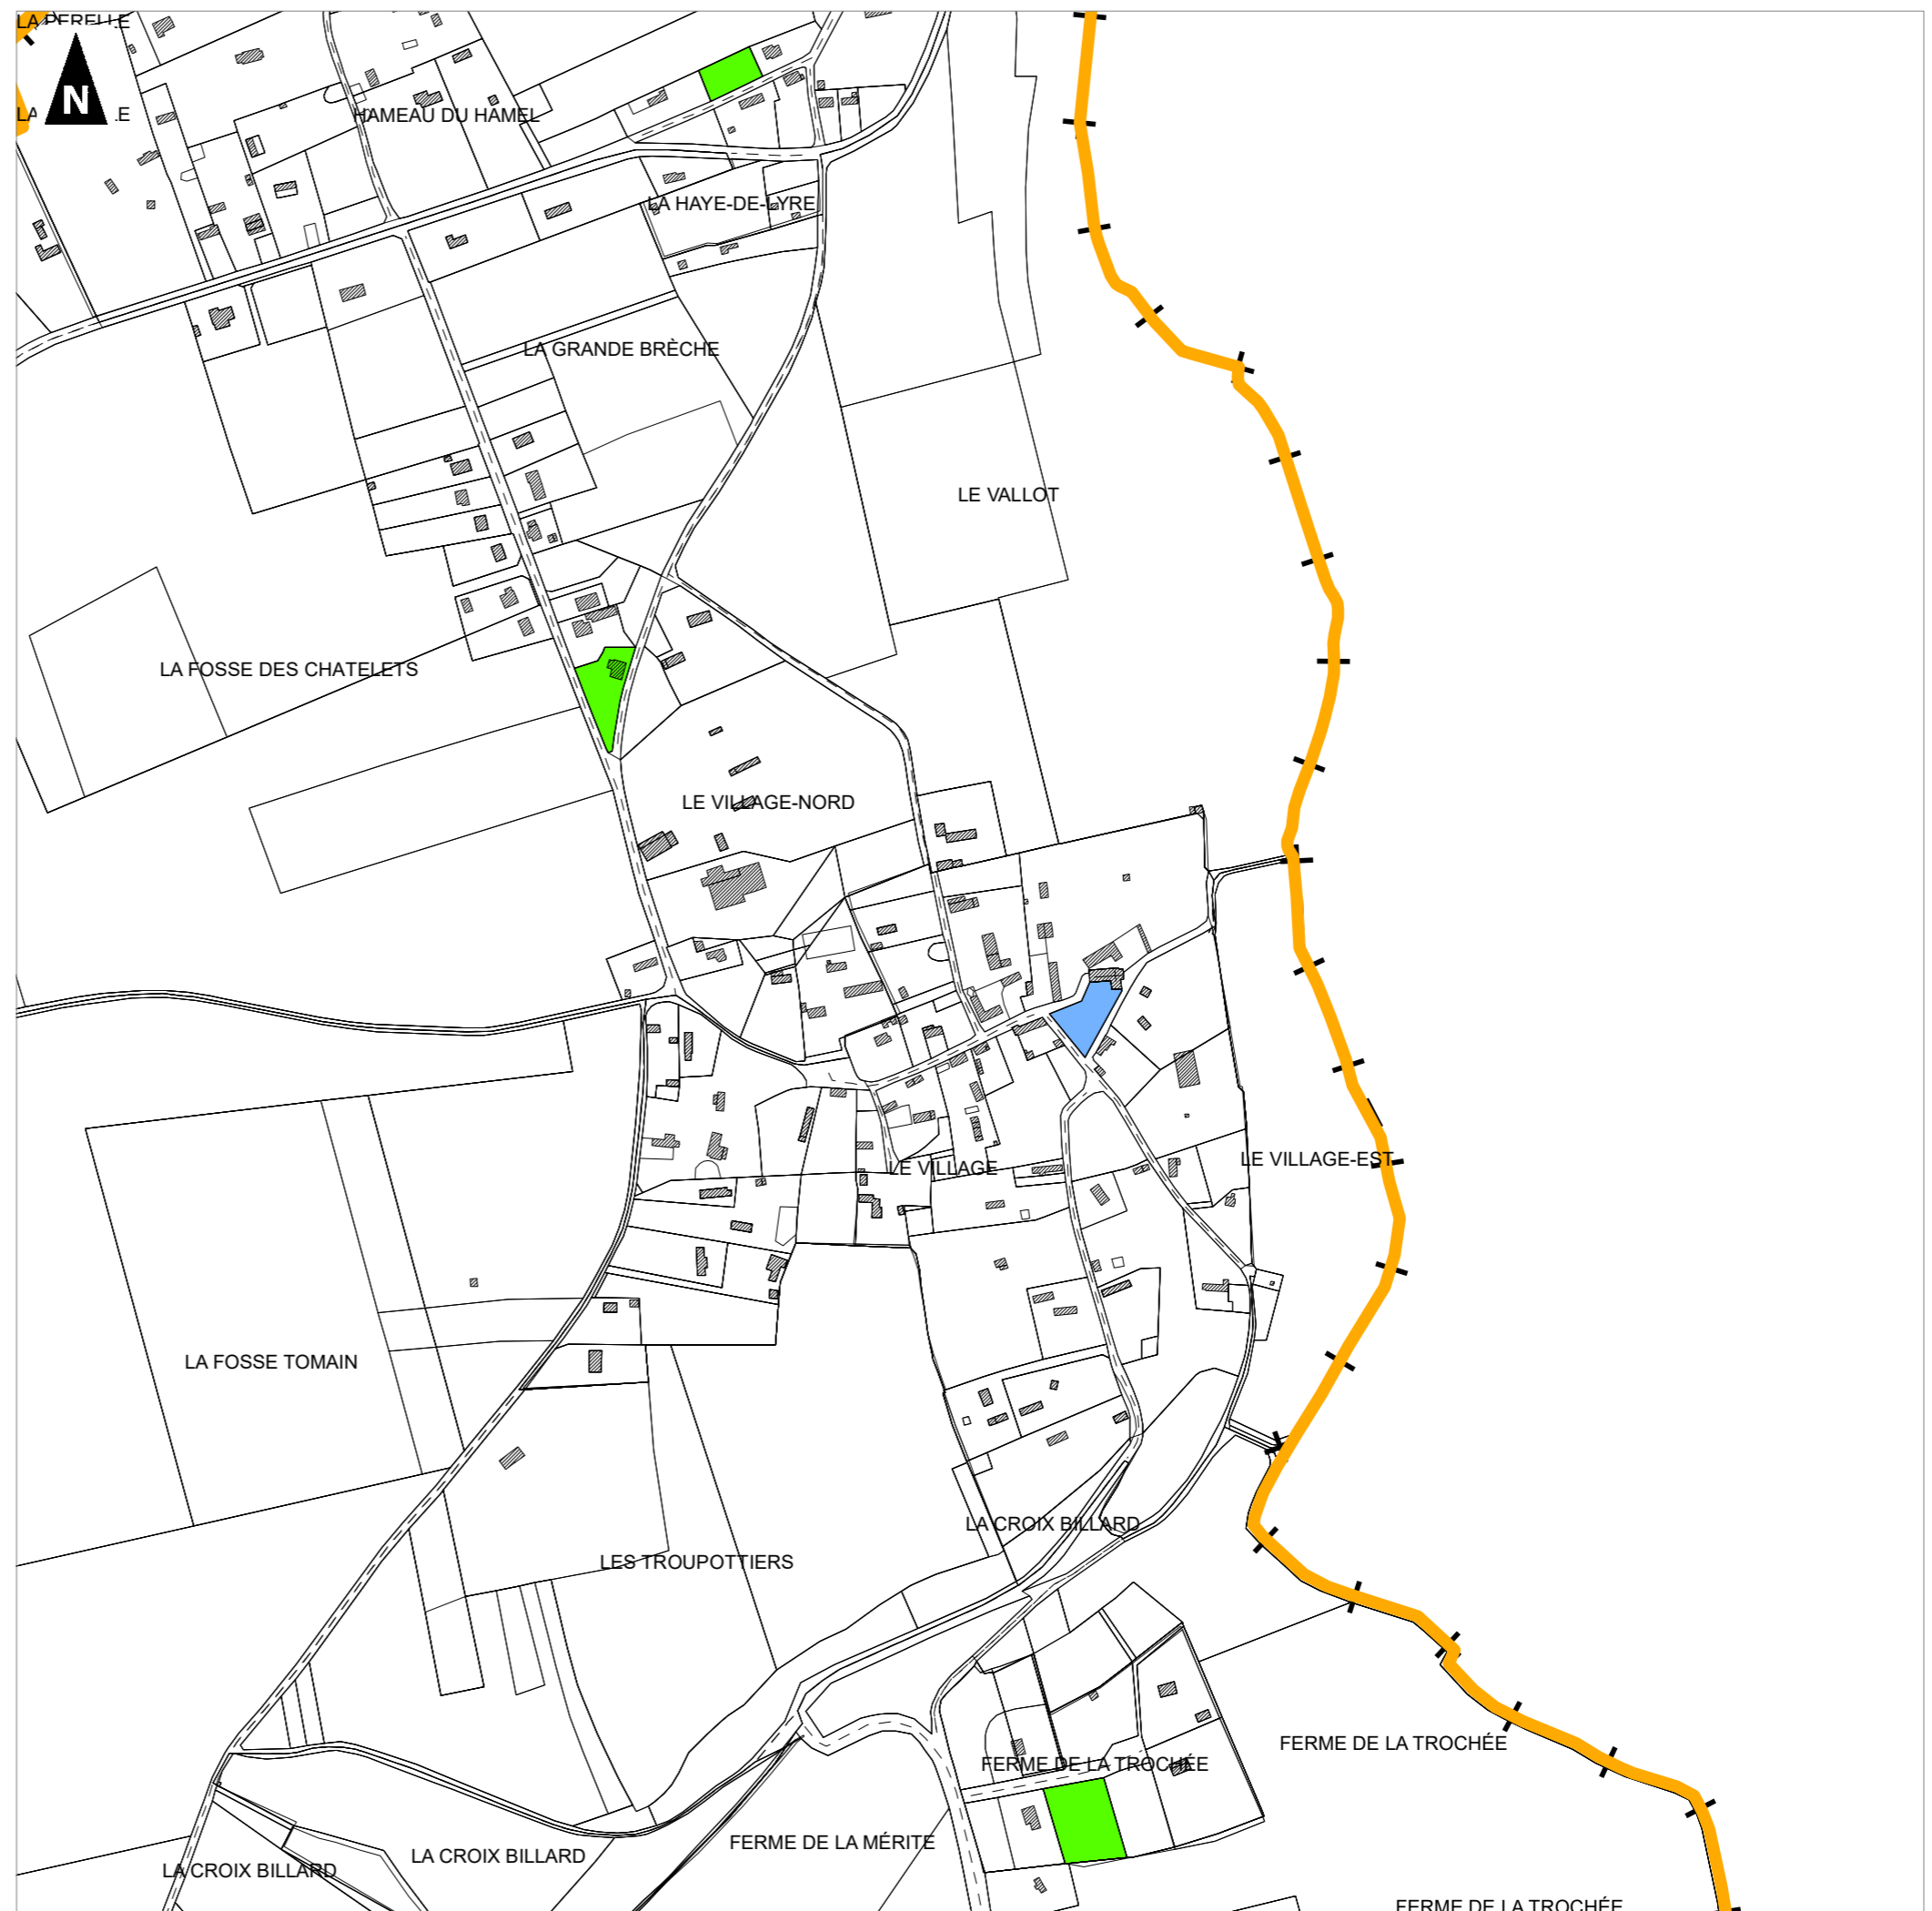 LA PERELLE
N
HAMEAU DU HAMEL
LA HAYE-DE-LYRE
LA GRANDE BRÈCHE
LE VALLOT
LA FOSSE DES CHATELETS
LE VILLAGE-NORD
LE VILLAGE
LE VILLAGE-EST
LA FOSSE TOMAIN
LA CROIX BILLARD
LES TROUPOTTIERS
FERME DE LA TROCHÉE
FERME DE LA TROCHÉE
FERME DE LA MÉRITE
LA CROIX BILLARD
LA CROIX BILLARD
FERME DE LA TROCHÉE